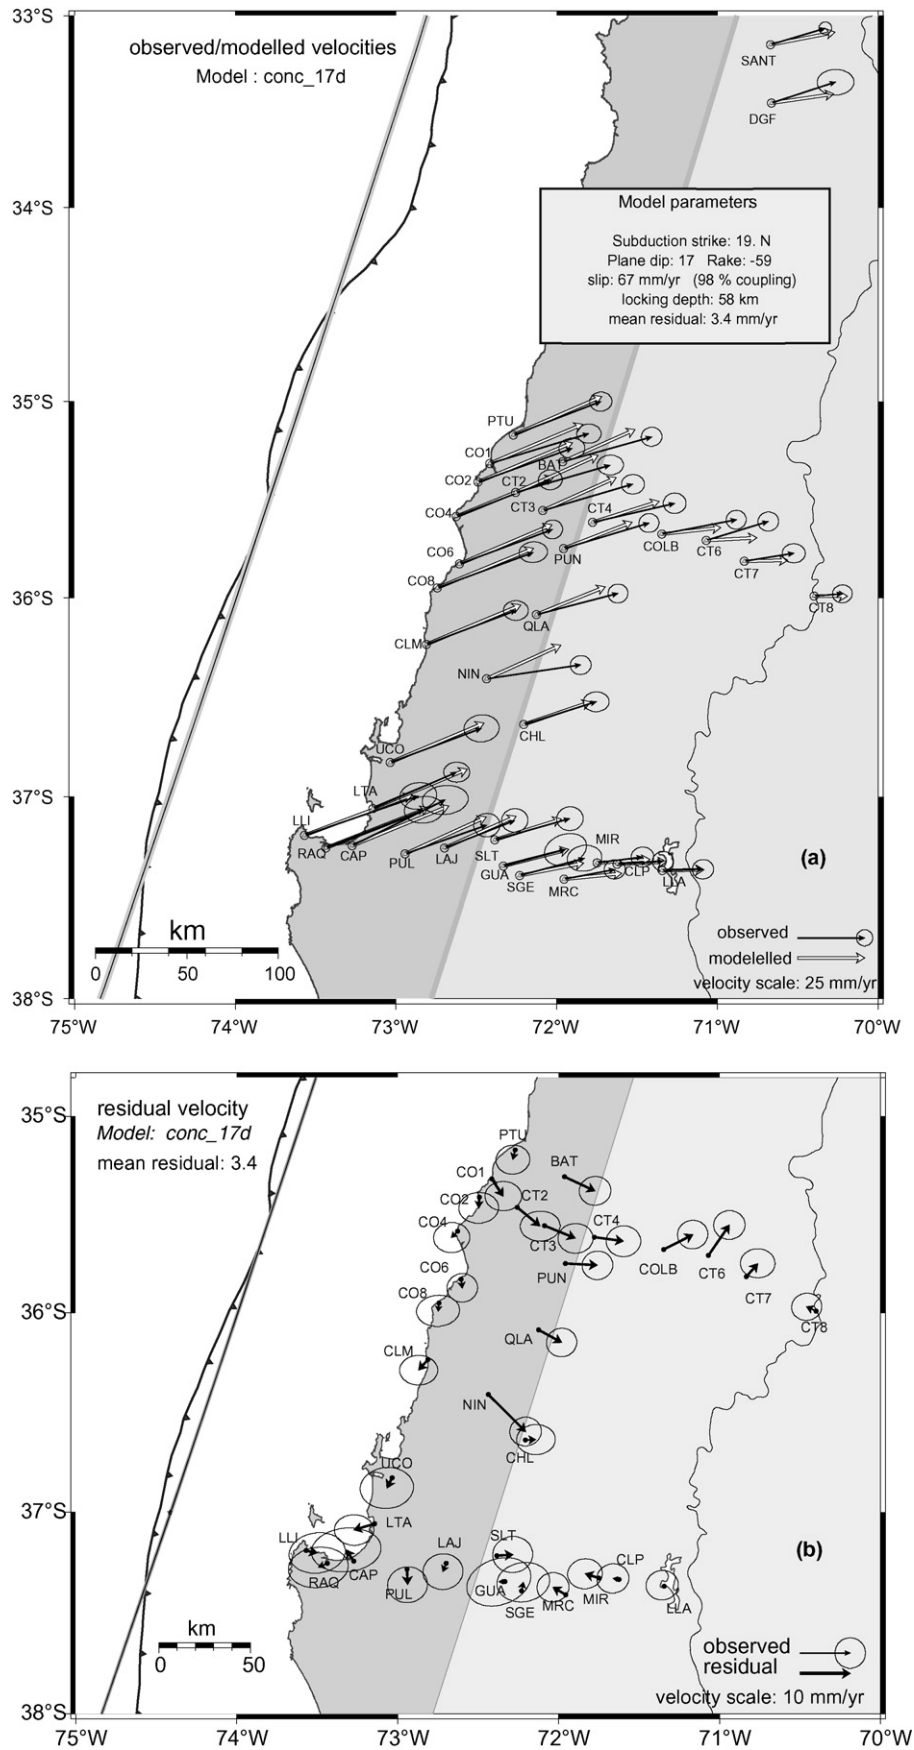 33°S
34°S
35°S
36°S
37°S
38°S
observed/modelled velocities
Model : conc_17d
SANT
DGF
Model parameters
Subduction strike: 19. N
Plane dip: 17 Rake: -59
slip: 67 mm/yr (98 % coupling)
locking depth: 58 km
mean residual: 3.4 mm/yr
PTU
CO1
BAT
CO2
CT2
CT3
CT4
CO4
COLB
CT6
CO6
PUN
CT7
CO8
CT8
CLM
QLA
NIN
CHL
UCO
LTA
LLI
RAQ
CAP
PUL
LAJ
SLT
MIR
GUA
CLP
SGE
MRC
LLA
(a)
km
0 50 100
observed
modelelled
velocity scale: 25 mm/yr
75°W 74°W 73°W 72°W 71°W 70°W
35°S
36°S
37°S
38°S
residual velocity
Model: conc_17d
mean residual: 3.4
PTU
BAT
CO1
CO2
CT2
CO4
CT3
CT4
CO6
PUN
COLB
CT6
CO8
CT7
CT8
CLM
QLA
NIN
CHL
UCO
LTA
LLI
LAJ
SLT
RAQ
CAP
CLP
PUL
GUA
SGE
MRC
MIR
LLA
(b)
km
0 50
observed
residual
velocity scale: 10 mm/yr
75°W 74°W 73°W 72°W 71°W 70°W